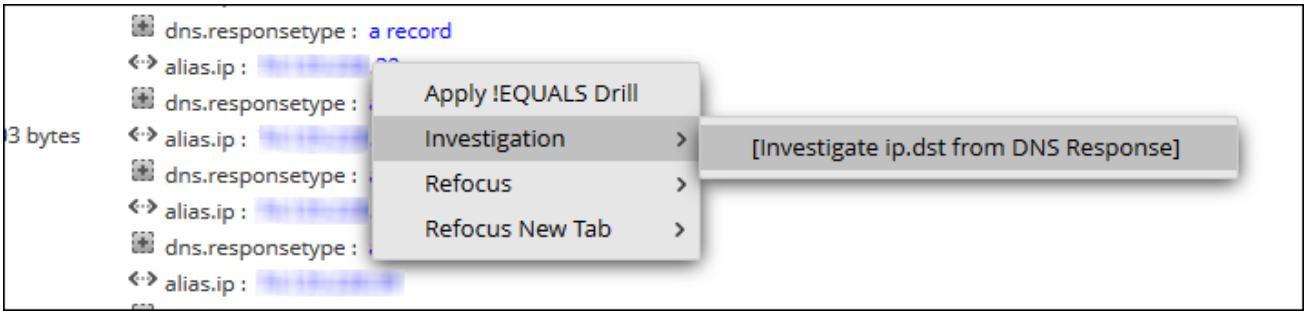 dns.responsetype : a record
alias.ip :
dns.responsetype :
Apply !EQUALS Drill
03 bytes
alias.ip :
Investigation
[Investigate ip.dst from DNS Response]
dns.responsetype :
Refocus
alias.ip :
Refocus New Tab
dns.responsetype :
alias.ip :